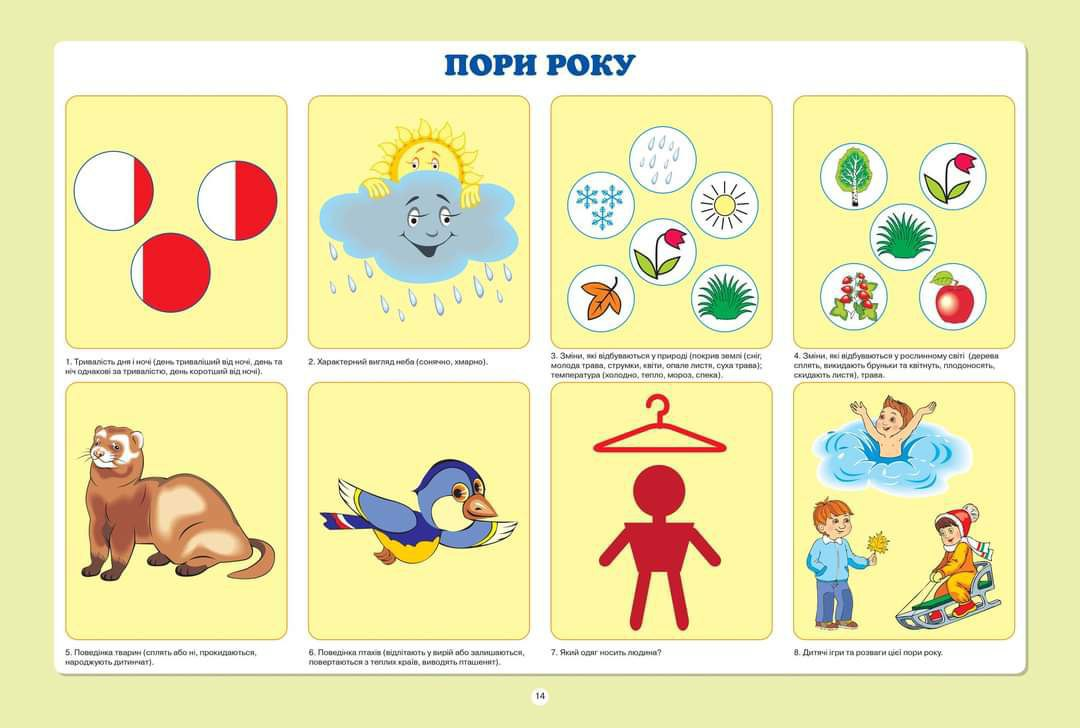 ПОРИ РОКУ
1. Тривалість дня і ночі (день триваліший від ночі, день та
ніч однакові за тривалістю, день коротший від ночі).
2. Характерний вигляд неба (сонячно, хмарно).
3. Зміни, які відбуваються у природі (покрив землі (сніг,
молода трава, струмки, квіти, опале листя, суха трава);
температура (холодно, тепло, мороз, спека).
4. Зміни, які відбуваються у рослинному світі (дерева
сплять, викидають бруньки та квітнуть, плодоносять,
скидають листя), трава.
5. Поведінка тварин (сплять або ні, прокидаються,
народжують дитинчат).
6. Поведінка птахів (відлітають у вирій або залишаються,
повертаються з теплих країв, виводять пташенят).
7. Який одяг носить людина?
8. Дитячі ігри та розваги цієї пори року.
14